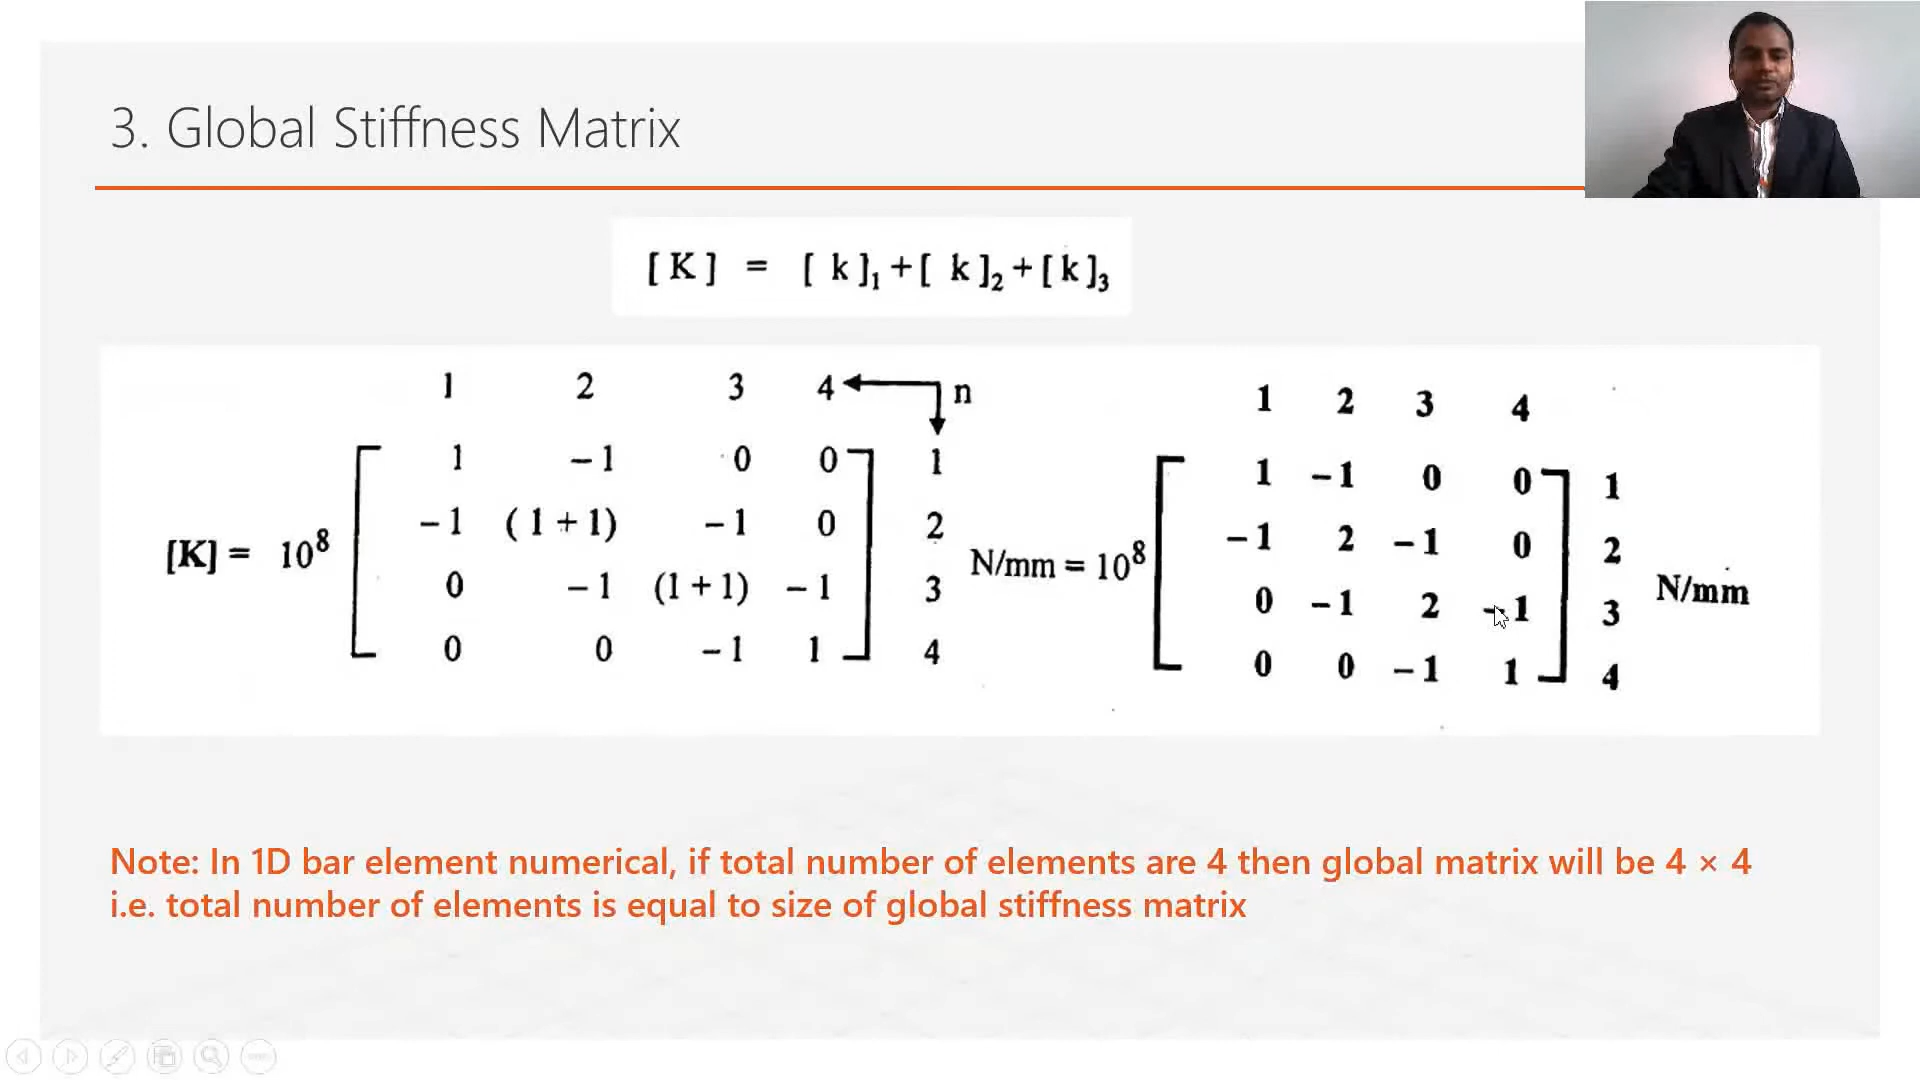 3. Global Stiffness Matrix
[ K ] = [ k ]₁ + [ k ]₂ + [ k ]₃
1 2 3 4 n
1 −1 0 0 1
−1 (1+1) −1 0 2
[K] = 10⁸
0 −1 (1+1) −1 3
0 0 −1 1 4
N/mm = 10⁸
1 2 3 4
1 −1 0 0 1
−1 2 −1 0 2
0 −1 2 −1 3
0 0 −1 1 4
N/mm
Note: In 1D bar element numerical, if total number of elements are 4 then global matrix will be 4 × 4
i.e. total number of elements is equal to size of global stiffness matrix